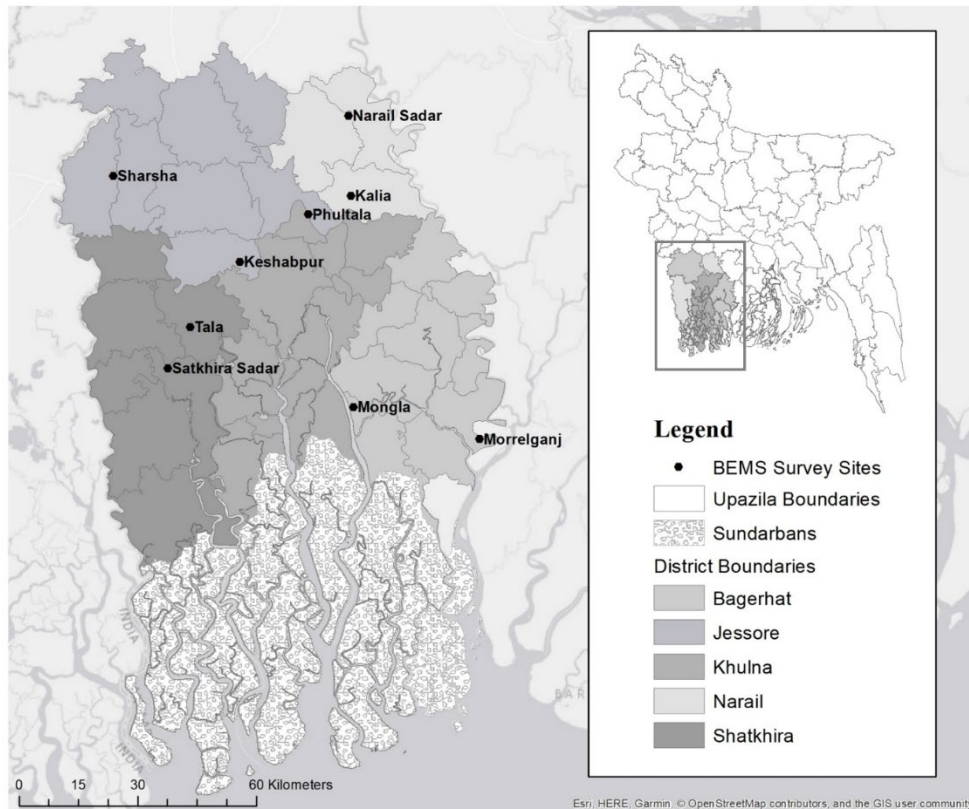 Narail Sadar
Sharsha
Kalia
Phultala
Keshabpur
Tala
Satkhira Sadar
Mongla
Morrelganj
INDIA
INDIA
0 15 30 60 Kilometers
Legend
BEMS Survey Sites
Upazila Boundaries
Sundarbans
District Boundaries
Bagerhat
Jessore
Khulna
Narail
Shatkhira
Esri, HERE, Garmin, © OpenStreetMap contributors, and the GIS user community